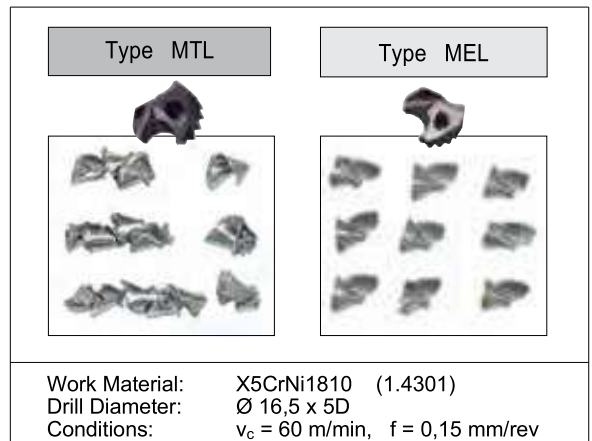 Type MTL
Type MEL
Work Material: X5CrNi1810 (1.4301)
Drill Diameter: Ø 16,5 x 5D
Conditions: vc = 60 m/min, f = 0,15 mm/rev